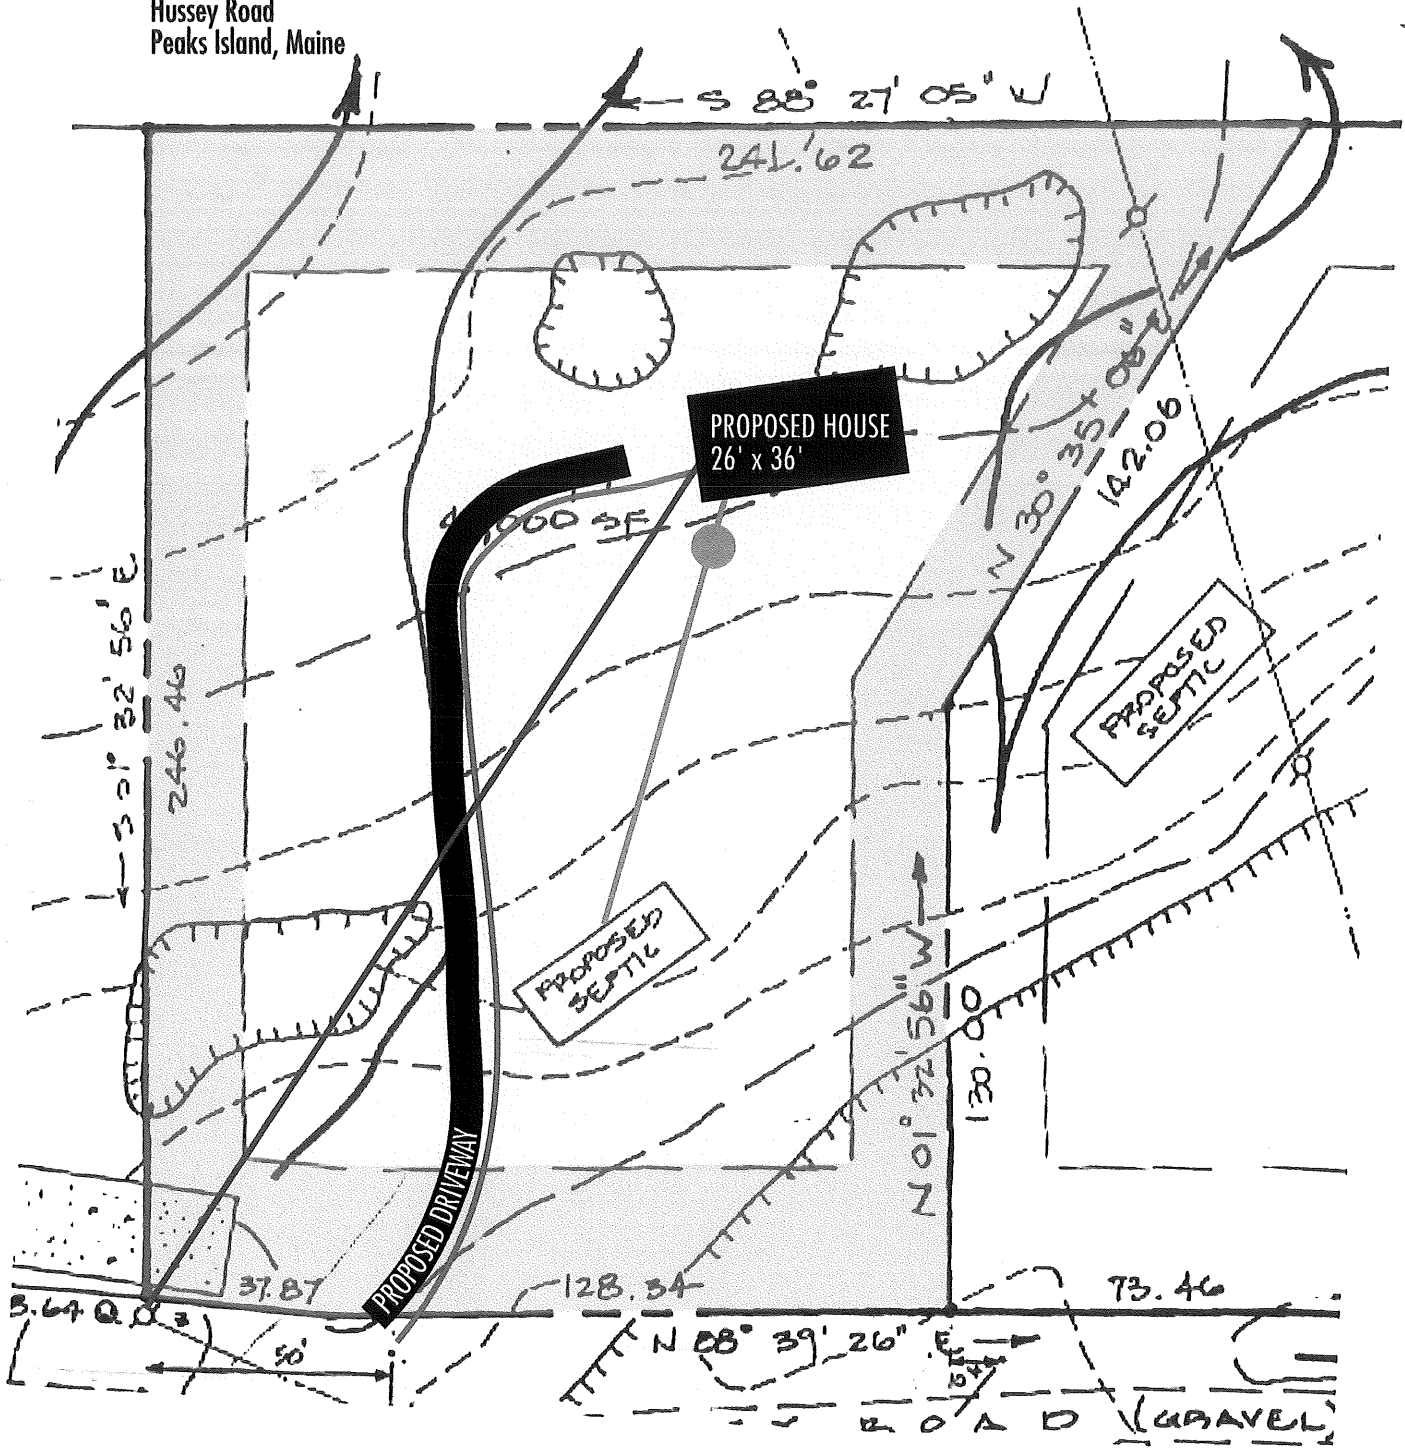 Hussey Road
Peaks Island, Maine
S 88° 27' 05" W
241.'62
PROPOSED HOUSE
26' x 36'
000 SF
N 30° 35' 08" E
142.06
S 01° 32' 56" E
246.46
PROPOSED
SEPTIC
PROPOSED
SEPTIC
N 01° 32' 56" W
130.00
PROPOSED DRIVEWAY
37.87
128.34
73.46
3.64
N 88° 39' 26" E
50'
ROAD (GRAVEL)